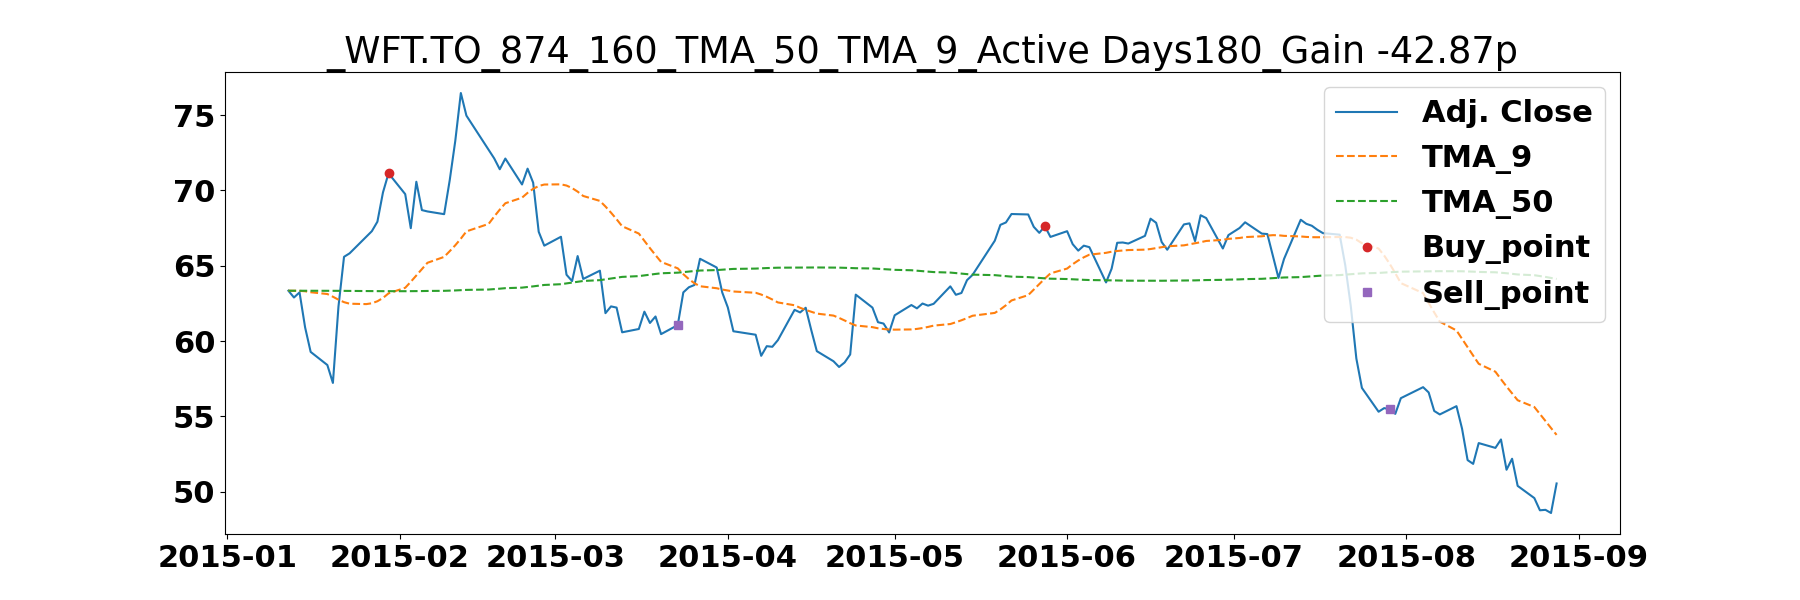 _WFT.TO_874_160_TMA_50_TMA_9_Active Days180_Gain -42.87p
75
70
65
60
55
50
Adj. Close
TMA_9
TMA_50
Buy_point
Sell_point
2015-01 2015-02 2015-03 2015-04 2015-05 2015-06 2015-07 2015-08 2015-09